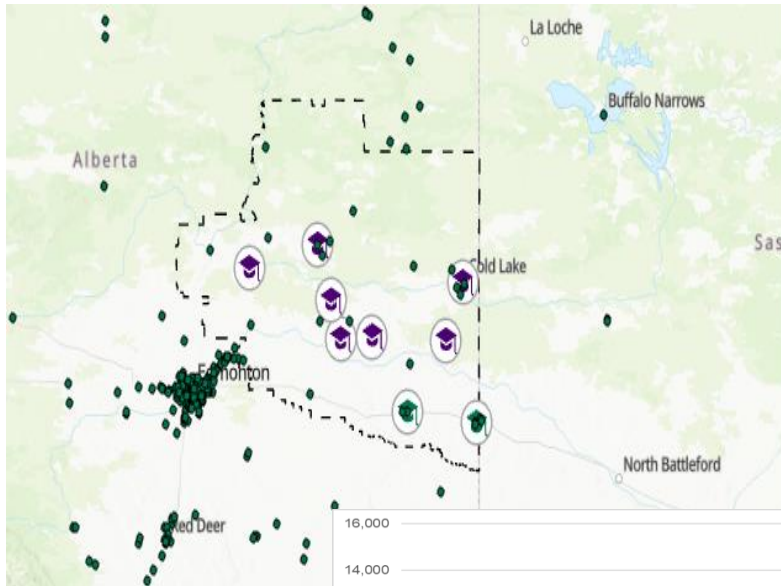 La Loche
Buffalo Narrows
Alberta
Sas
Cold Lake
Edmonton
North Battleford
Red Deer
16,000
14,000